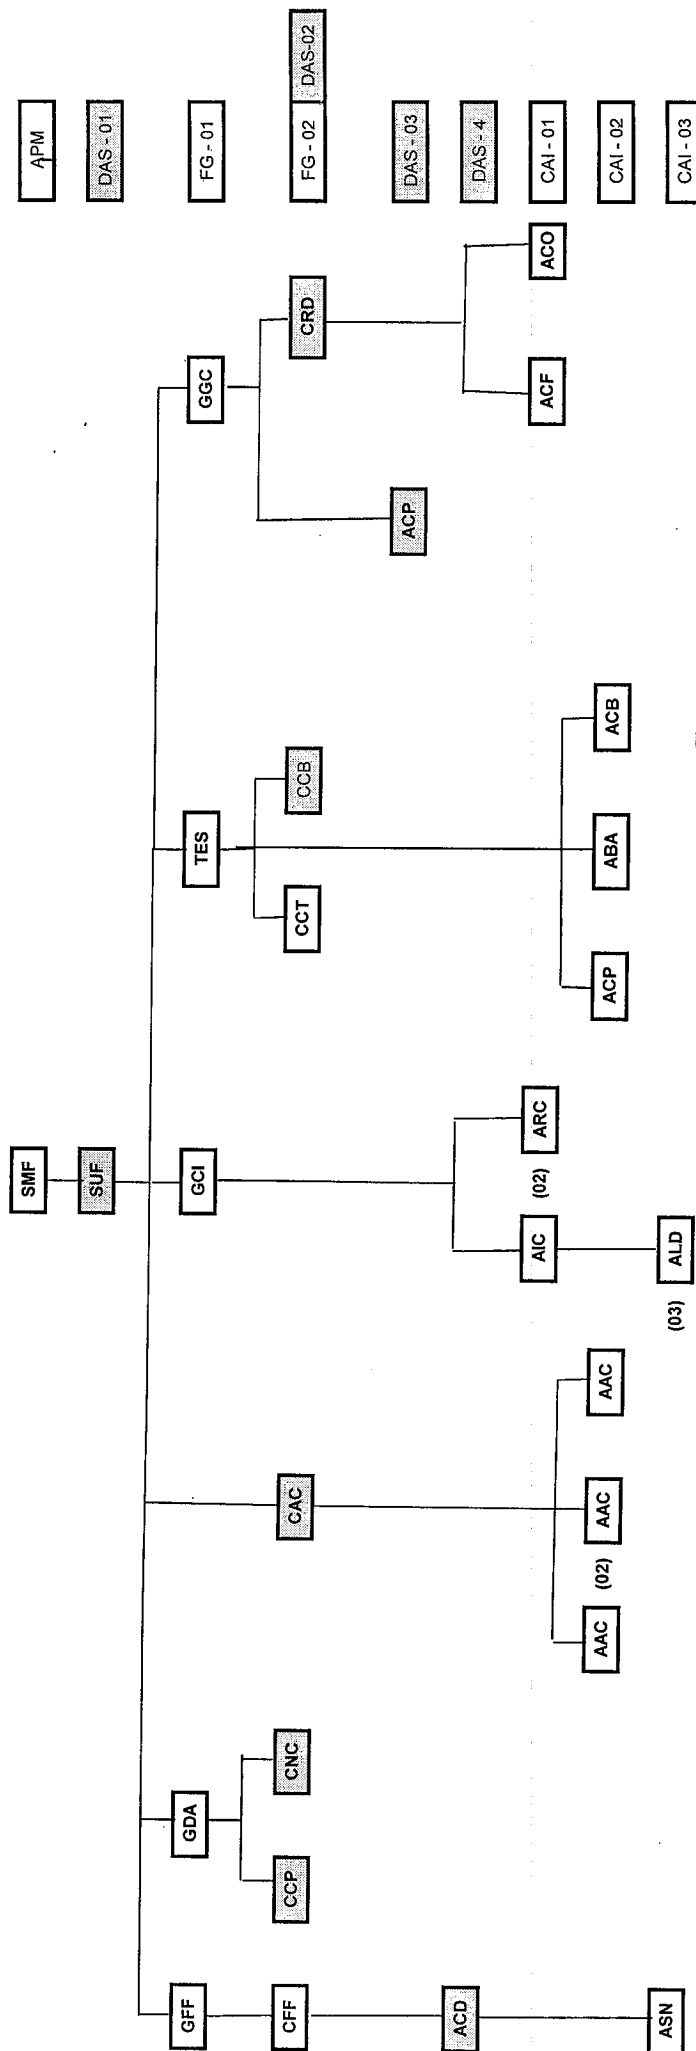 SMF
APM
SUF
DAS - 01
GFF
GDA
GCI
TES
GGC
FG - 01
CFF
CCP
CNC
CAC
CCT
CCB
CRD
FG - 02
DAS-02
ACP
DAS - 03
ACD
DAS - 4
AIC
(02)
ARC
ACF
ACO
CAI - 01
AAC
(02)
AAC
AAC
ACP
ABA
ACB
CAI - 02
ASN
(03)
ALD
CAI - 03